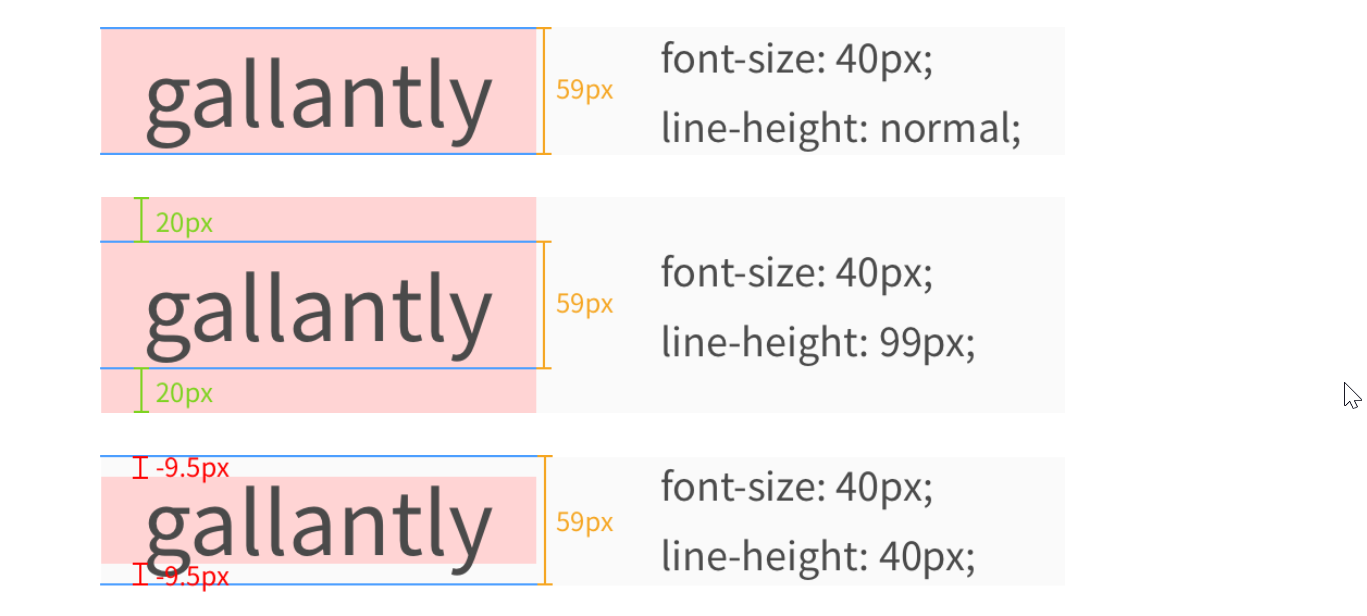 gallantly
59px
font-size: 40px;
line-height: normal;
20px
gallantly
59px
20px
font-size: 40px;
line-height: 99px;
-9.5px
gallantly
59px
-9.5px
font-size: 40px;
line-height: 40px;